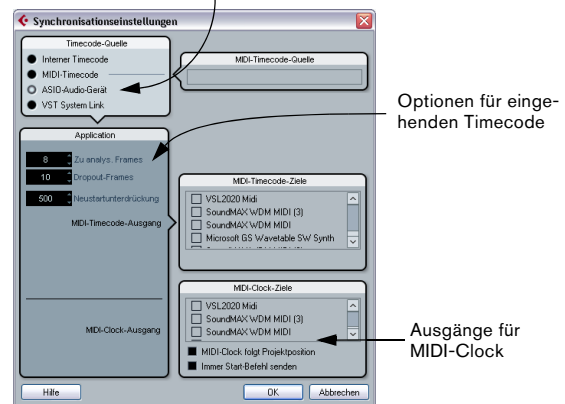 Synchronisationseinstellungen
Timecode-Quelle
Interner Timecode
MIDI-Timecode
ASIO-Audio-Gerät
VST System Link
MIDI-Timecode-Quelle
Optionen für einge-
henden Timecode
Application
8 Zu analys. Frames
10 Dropout-Frames
500 Neustartunterdrückung
MIDI-Timecode-Ausgang
MIDI-Timecode-Ziele
VSL2020 Midi
SoundMAX WDM MIDI (3)
SoundMAX WDM MIDI
Microsoft GS Wavetable SW Synth
MIDI-Clock-Ausgang
MIDI-Clock-Ziele
VSL2020 Midi
SoundMAX WDM MIDI (3)
SoundMAX WDM MIDI
MIDI-Clock folgt Projektposition
Immer Start-Befehl senden
Ausgänge für
MIDI-Clock
Hilfe
OK
Abbrechen